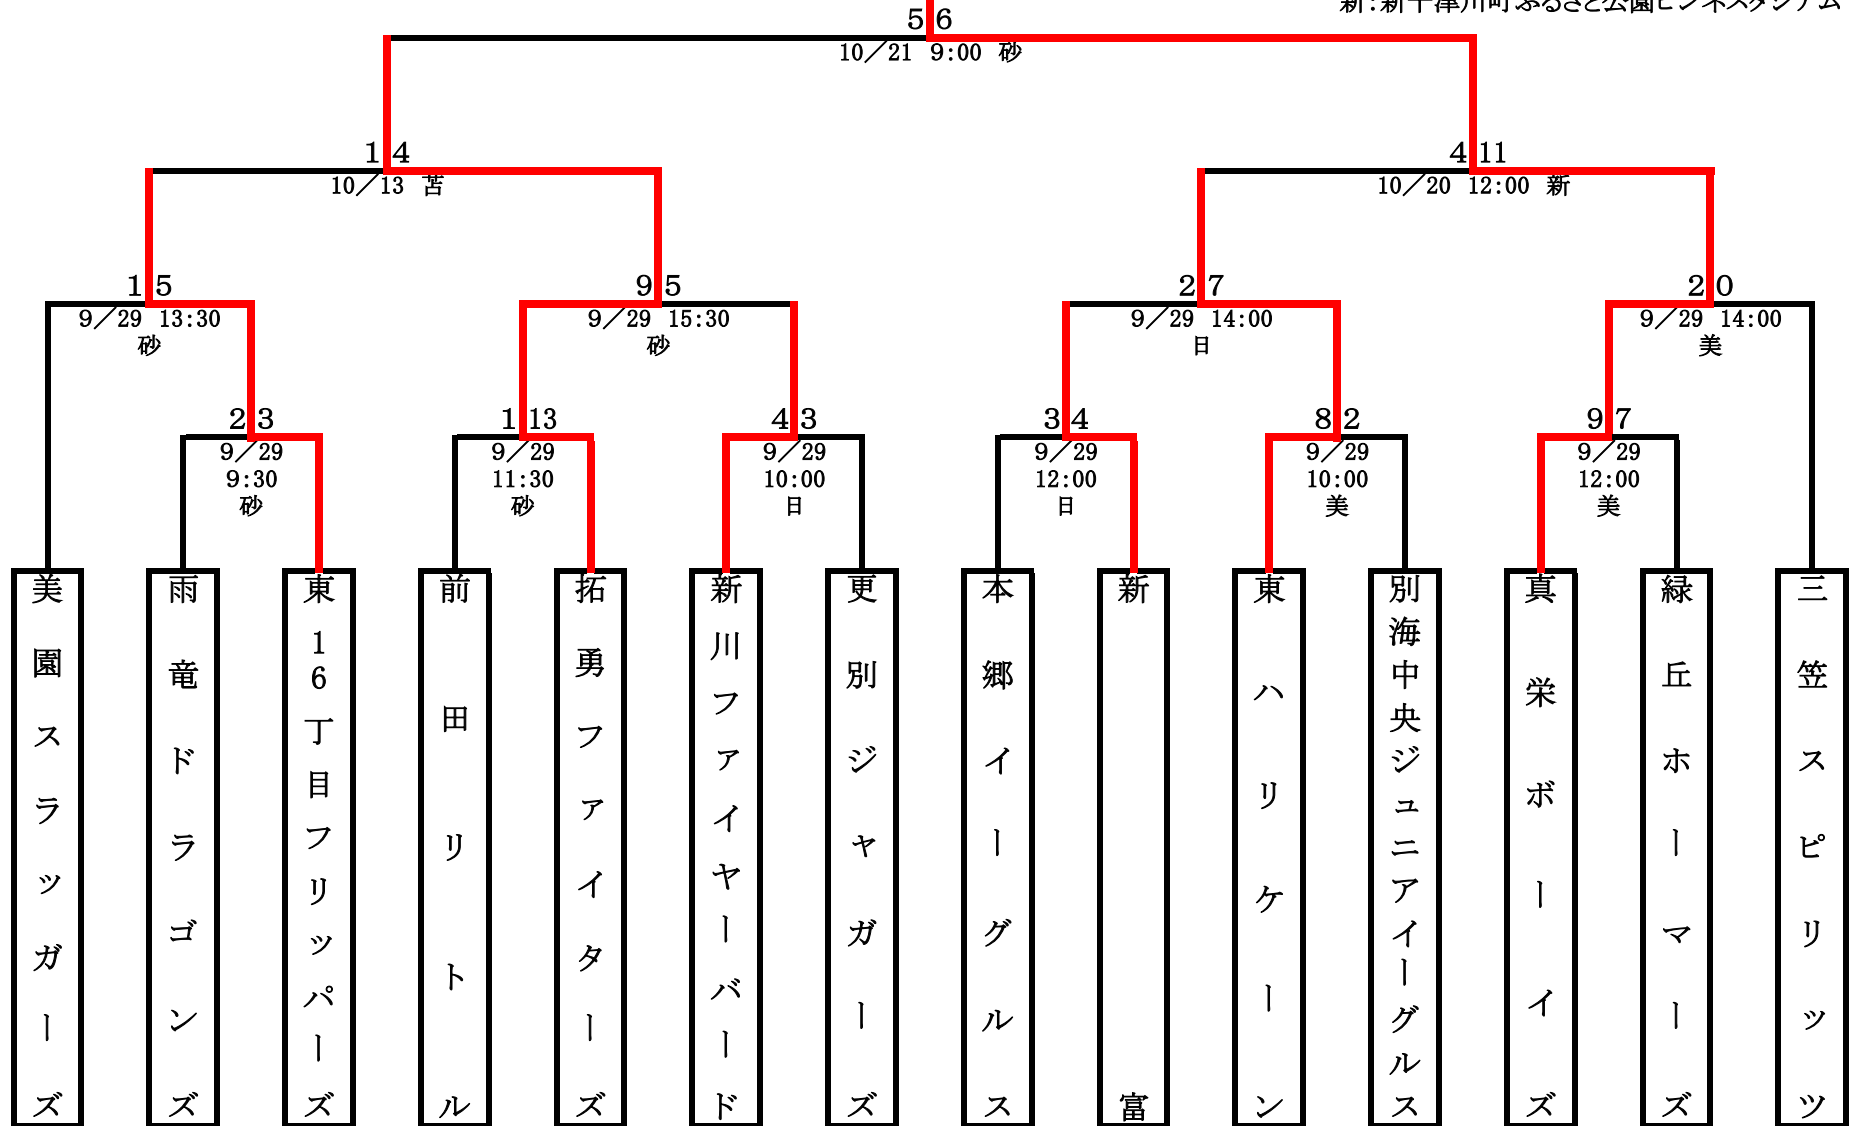 新：新十津川町ふるさと公園ピンネスタジアム
5 6
10／21 9:00 砂
1 4
10／13 苫
4 11
10／20 12:00 新
1 5
9／29 13:30
砂
9 5
9／29 15:30
砂
2 7
9／29 14:00
日
2 0
9／29 14:00
美
2 3
9／29
9:30
砂
1 13
9／29
11:30
砂
4 3
9／29
10:00
日
3 4
9／29
12:00
日
8 2
9／29
10:00
美
9 7
9／29
12:00
美
美園スラッガーズ
雨竜ドラゴンズ
東16丁目フリッパーズ
前田リトル
拓勇ファイターズ
新川ファイヤーバード
更別ジャガーズ
本郷イーグルス
新富
東ハリケーン
別海中央ジュニアイーグルス
真栄ボーイズ
緑丘ホーマーズ
三笠スピリッツ